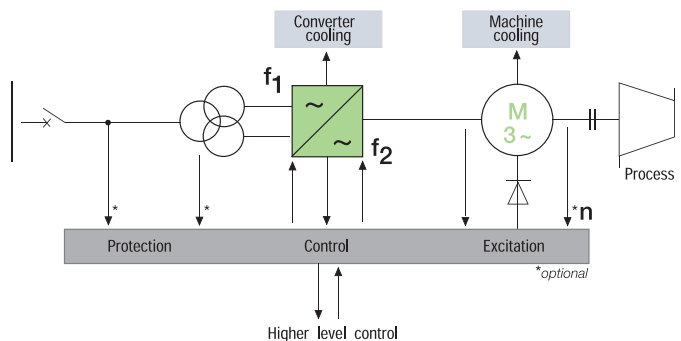 Converter
cooling
Machine
cooling
f1
~
~
f2
M
3 ~
Process
*
*
*n
Protection
Control
Excitation
*optional
Higher level control